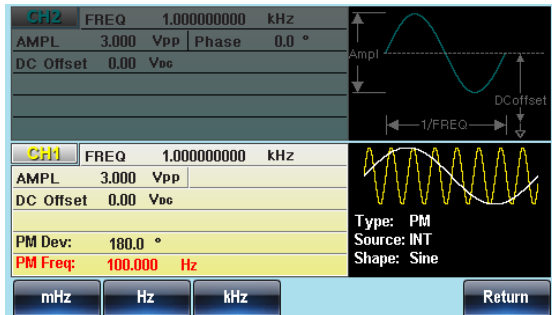 CH2 FREQ 1.000000000 kHz
AMPL 3.000 Vpp Phase 0.0 °
DC Offset 0.00 VDC
Ampl
DCoffset
1/FREQ
CH1 FREQ 1.000000000 kHz
AMPL 3.000 Vpp
DC Offset 0.00 VDC
PM Dev: 180.0 °
PM Freq: 100.000 Hz
Type: PM
Source: INT
Shape: Sine
mHz Hz kHz Return